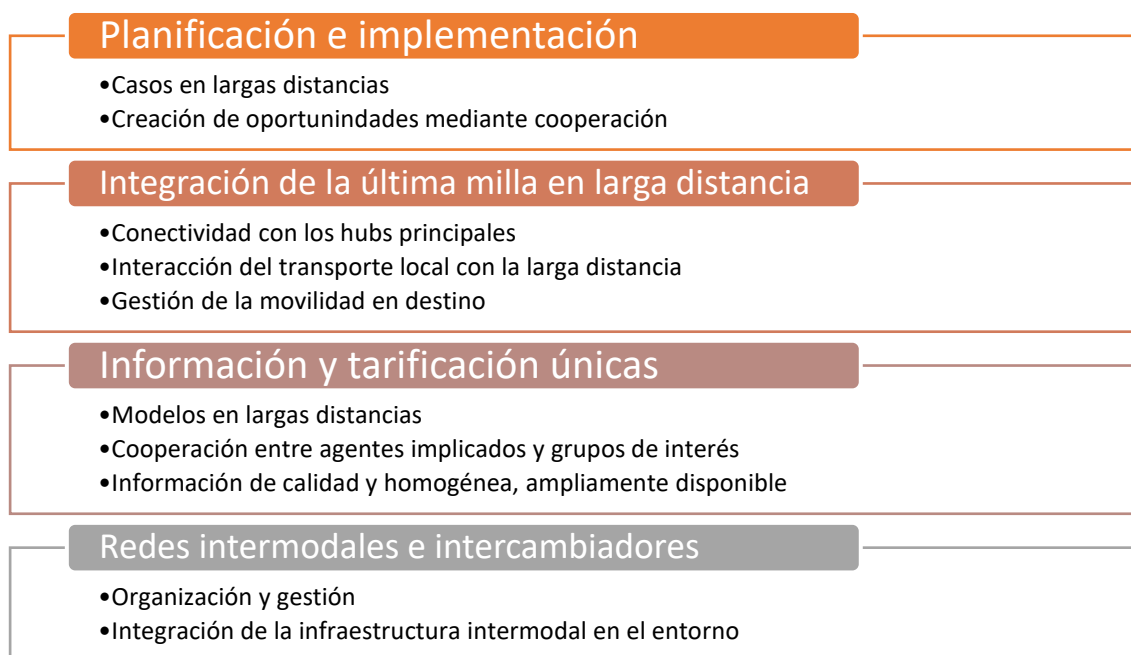 Planificación e implementación
•Casos en largas distancias
•Creación de oportunindades mediante cooperación
Integración de la última milla en larga distancia
•Conectividad con los hubs principales
•Interacción del transporte local con la larga distancia
•Gestión de la movilidad en destino
Información y tarificación únicas
•Modelos en largas distancias
•Cooperación entre agentes implicados y grupos de interés
•Información de calidad y homogénea, ampliamente disponible
Redes intermodales e intercambiadores
•Organización y gestión
•Integración de la infraestructura intermodal en el entorno